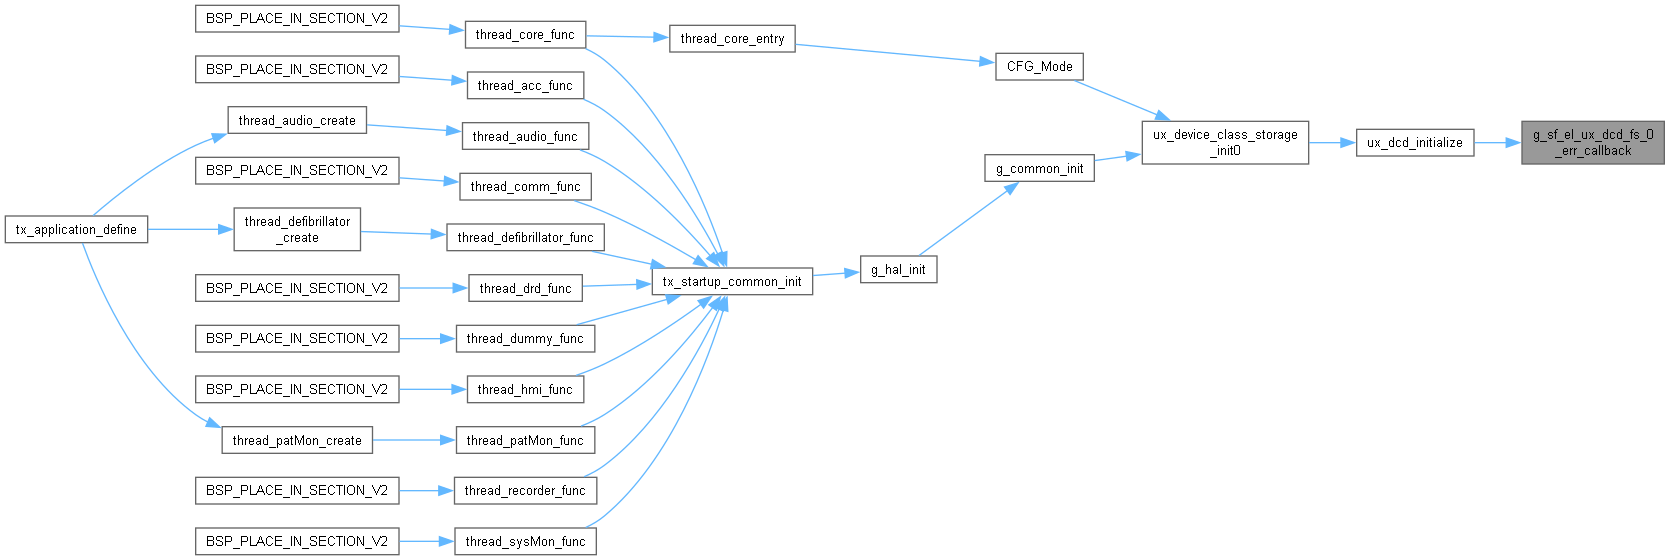 BSP_PLACE_IN_SECTION_V2
thread_core_func
thread_core_entry
CFG_Mode
BSP_PLACE_IN_SECTION_V2
thread_acc_func
thread_audio_create
thread_audio_func
ux_device_class_storage
_init0
ux_dcd_initialize
g_sf_el_ux_dcd_fs_0
_err_callback
BSP_PLACE_IN_SECTION_V2
thread_comm_func
g_common_init
tx_application_define
thread_defibrillator
_create
thread_defibrillator_func
g_hal_init
tx_startup_common_init
BSP_PLACE_IN_SECTION_V2
thread_drd_func
BSP_PLACE_IN_SECTION_V2
thread_dummy_func
BSP_PLACE_IN_SECTION_V2
thread_hmi_func
thread_patMon_create
thread_patMon_func
BSP_PLACE_IN_SECTION_V2
thread_recorder_func
BSP_PLACE_IN_SECTION_V2
thread_sysMon_func